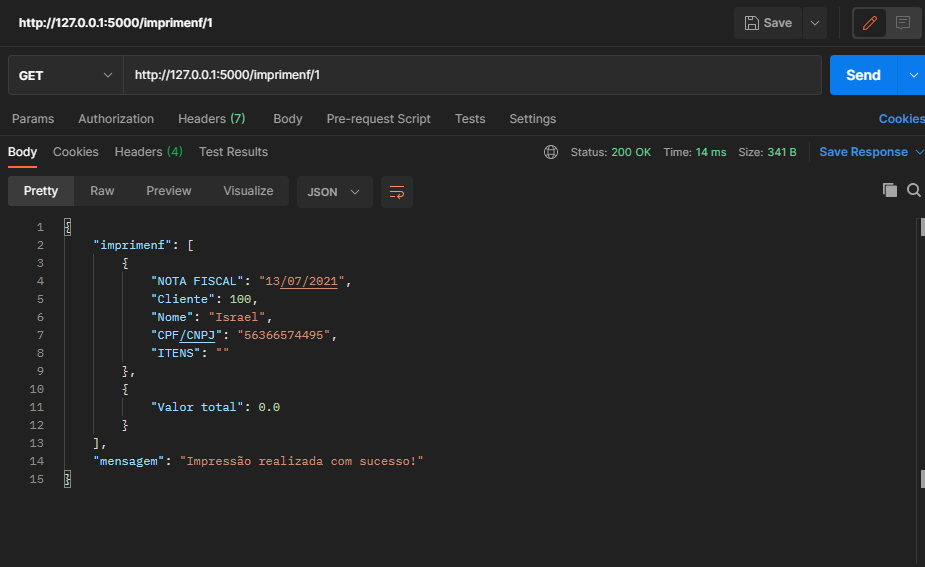 http://127.0.0.1:5000/imprimenf/1
Save
GET
http://127.0.0.1:5000/imprimenf/1
Send
Params Authorization Headers (7) Body Pre-request Script Tests Settings Cookies
Body Cookies Headers (4) Test Results Status: 200 OK Time: 14 ms Size: 341 B Save Response
Pretty Raw Preview Visualize JSON
1 {
2 "imprimenf": [
3 {
4 "NOTA FISCAL": "13/07/2021",
5 "Cliente": 100,
6 "Nome": "Israel",
7 "CPF/CNPJ": "56366574495",
8 "ITENS": ""
9 },
10 {
11 "Valor total": 0.0
12 }
13 ],
14 "mensagem": "Impressão realizada com sucesso!"
15 }